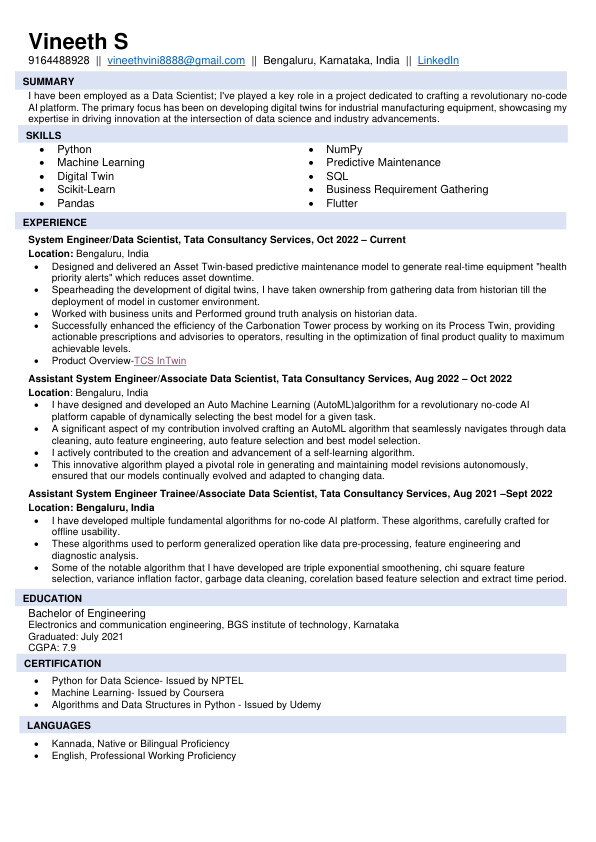 Vineeth S
9164488928 || vineethvini8888@gmail.com || Bengaluru, Karnataka, India || LinkedIn
SUMMARY
I have been employed as a Data Scientist; I've played a key role in a project dedicated to crafting a revolutionary no-code
AI platform. The primary focus has been on developing digital twins for industrial manufacturing equipment, showcasing my
expertise in driving innovation at the intersection of data science and industry advancements.
SKILLS
• Python
• Machine Learning
• Digital Twin
• Scikit-Learn
• Pandas
• NumPy
• Predictive Maintenance
• SQL
• Business Requirement Gathering
• Flutter
EXPERIENCE
System Engineer/Data Scientist, Tata Consultancy Services, Oct 2022 – Current
Location: Bengaluru, India
• Designed and delivered an Asset Twin-based predictive maintenance model to generate real-time equipment "health
priority alerts" which reduces asset downtime.
• Spearheading the development of digital twins, I have taken ownership from gathering data from historian till the
deployment of model in customer environment.
• Worked with business units and Performed ground truth analysis on historian data.
• Successfully enhanced the efficiency of the Carbonation Tower process by working on its Process Twin, providing
actionable prescriptions and advisories to operators, resulting in the optimization of final product quality to maximum
achievable levels.
• Product Overview-TCS InTwin
Assistant System Engineer/Associate Data Scientist, Tata Consultancy Services, Aug 2022 – Oct 2022
Location: Bengaluru, India
• I have designed and developed an Auto Machine Learning (AutoML)algorithm for a revolutionary no-code AI
platform capable of dynamically selecting the best model for a given task.
• A significant aspect of my contribution involved crafting an AutoML algorithm that seamlessly navigates through data
cleaning, auto feature engineering, auto feature selection and best model selection.
• I actively contributed to the creation and advancement of a self-learning algorithm.
• This innovative algorithm played a pivotal role in generating and maintaining model revisions autonomously,
ensured that our models continually evolved and adapted to changing data.
Assistant System Engineer Trainee/Associate Data Scientist, Tata Consultancy Services, Aug 2021 –Sept 2022
Location: Bengaluru, India
• I have developed multiple fundamental algorithms for no-code AI platform. These algorithms, carefully crafted for
offline usability.
• These algorithms used to perform generalized operation like data pre-processing, feature engineering and
diagnostic analysis.
• Some of the notable algorithm that I have developed are triple exponential smoothening, chi square feature
selection, variance inflation factor, garbage data cleaning, corelation based feature selection and extract time period.
EDUCATION
Bachelor of Engineering
Electronics and communication engineering, BGS institute of technology, Karnataka
Graduated: July 2021
CGPA: 7.9
CERTIFICATION
• Python for Data Science- Issued by NPTEL
• Machine Learning- Issued by Coursera
• Algorithms and Data Structures in Python - Issued by Udemy
LANGUAGES
• Kannada, Native or Bilingual Proficiency
• English, Professional Working Proficiency